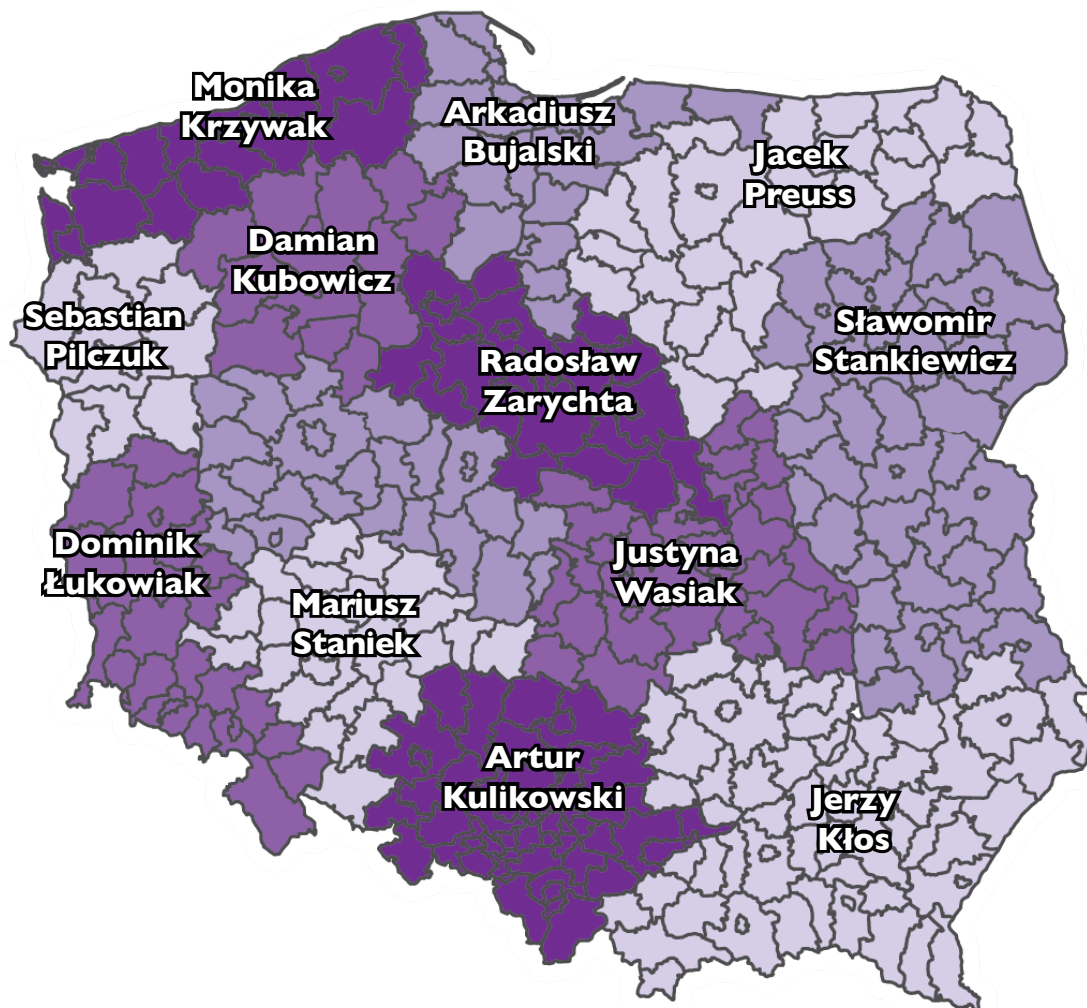 Monika
Krzywak
Arkadiusz
Bujalski
Jacek
Preuss
Damian
Kubowicz
Sebastian
Pilczuk
Sławomir
Stankiewicz
Radosław
Zarychta
Dominik
Łukowiak
Justyna
Wasiak
Mariusz
Staniek
Artur
Kulikowski
Jerzy
Kłos